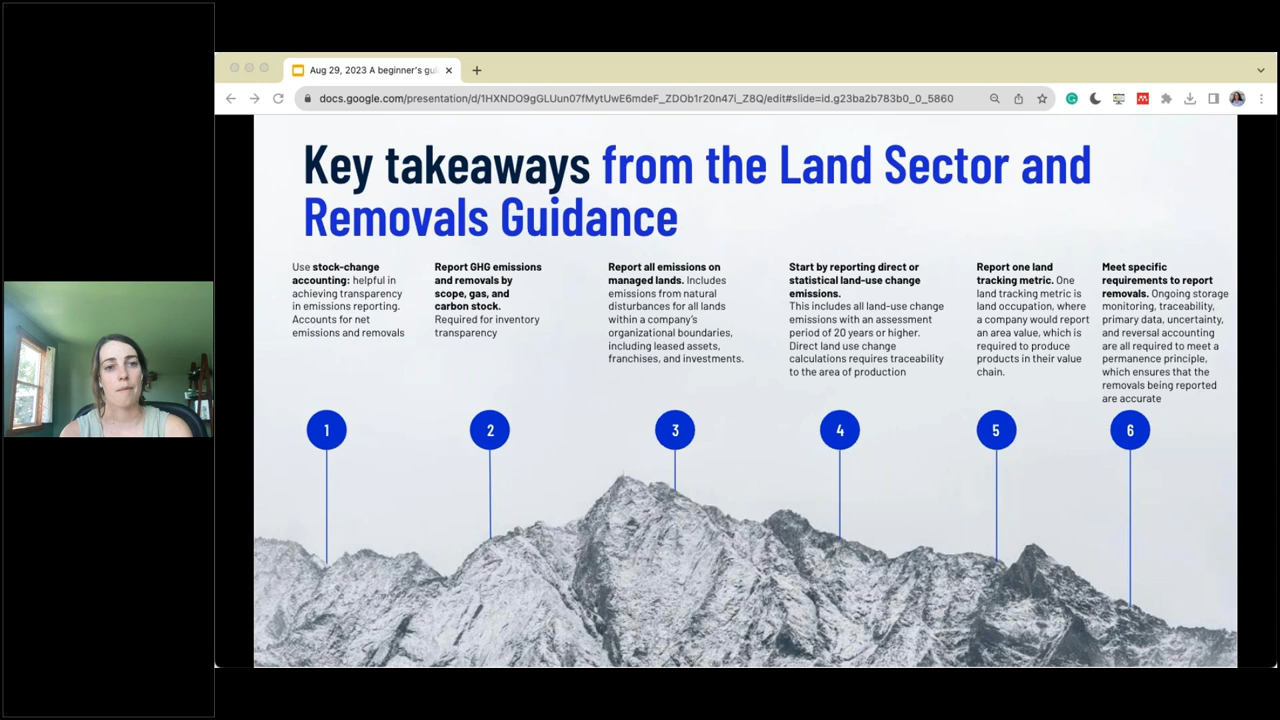 Aug 29, 2023 A beginner's gui
docs.google.com/presentation/d/1HXNDO9gGLUun07fMytUwE6mdeF_ZDOb1r20n47i_Z8Q/edit#slide=id.g23ba2b783b0_0_5860
Key takeaways from the Land Sector and
Removals Guidance
Use stock-change
accounting: helpful in
achieving transparency
in emissions reporting.
Accounts for net
emissions and removals
Report GHG emissions
and removals by
scope, gas, and
carbon stock.
Required for inventory
transparency
Report all emissions on
managed lands. Includes
emissions from natural
disturbances for all lands
within a company's
organizational boundaries,
including leased assets,
franchises, and investments.
Start by reporting direct or
statistical land-use change
emissions.
This includes all land-use change
emissions with an assessment
period of 20 years or higher.
Direct land use change
calculations requires traceability
to the area of production
Report one land
tracking metric. One
land tracking metric is
land occupation, where
a company would report
an area value, which is
required to produce
products in their value
chain.
Meet specific
requirements to report
removals. Ongoing storage
monitoring, traceability,
primary data, uncertainty,
and reversal accounting
are all required to meet a
permanence principle,
which ensures that the
removals being reported
are accurate
1
2
3
4
5
6